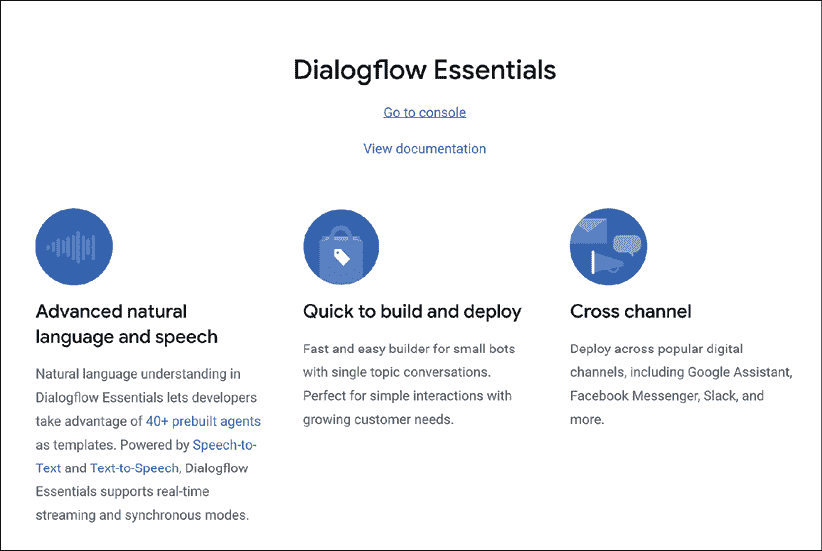 Dialogflow Essentials
Go to console
View documentation
Advanced natural
language and speech
Natural language understanding in
Dialogflow Essentials lets developers
take advantage of 40+ prebuilt agents
as templates. Powered by Speech-to-
Text and Text-to-Speech, Dialogflow
Essentials supports real-time
streaming and synchronous modes.
Quick to build and deploy
Fast and easy builder for small bots
with single topic conversations.
Perfect for simple interactions with
growing customer needs.
Cross channel
Deploy across popular digital
channels, including Google Assistant,
Facebook Messenger, Slack, and
more.